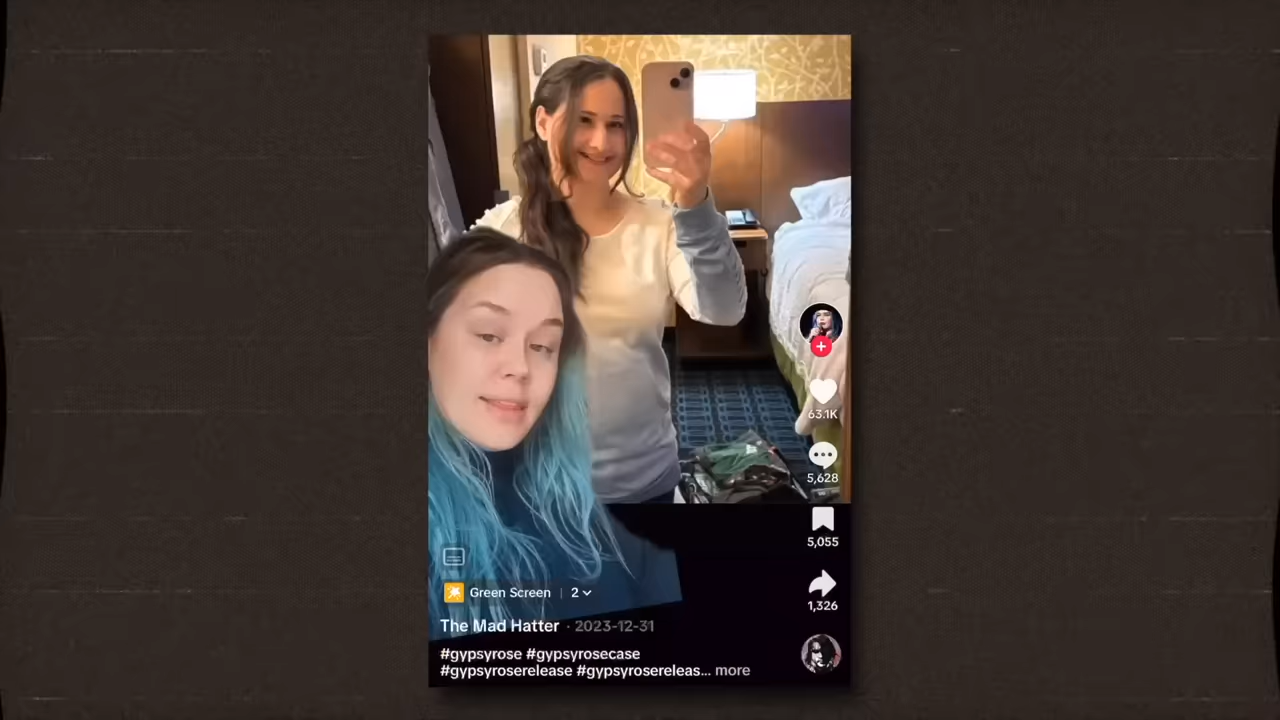 63.1K
5,628
5,055
1,326
Green Screen | 2
The Mad Hatter · 2023-12-31
#gypsyrose #gypsyrosecase
#gypsyroserelease #gypsyrosereleas... more